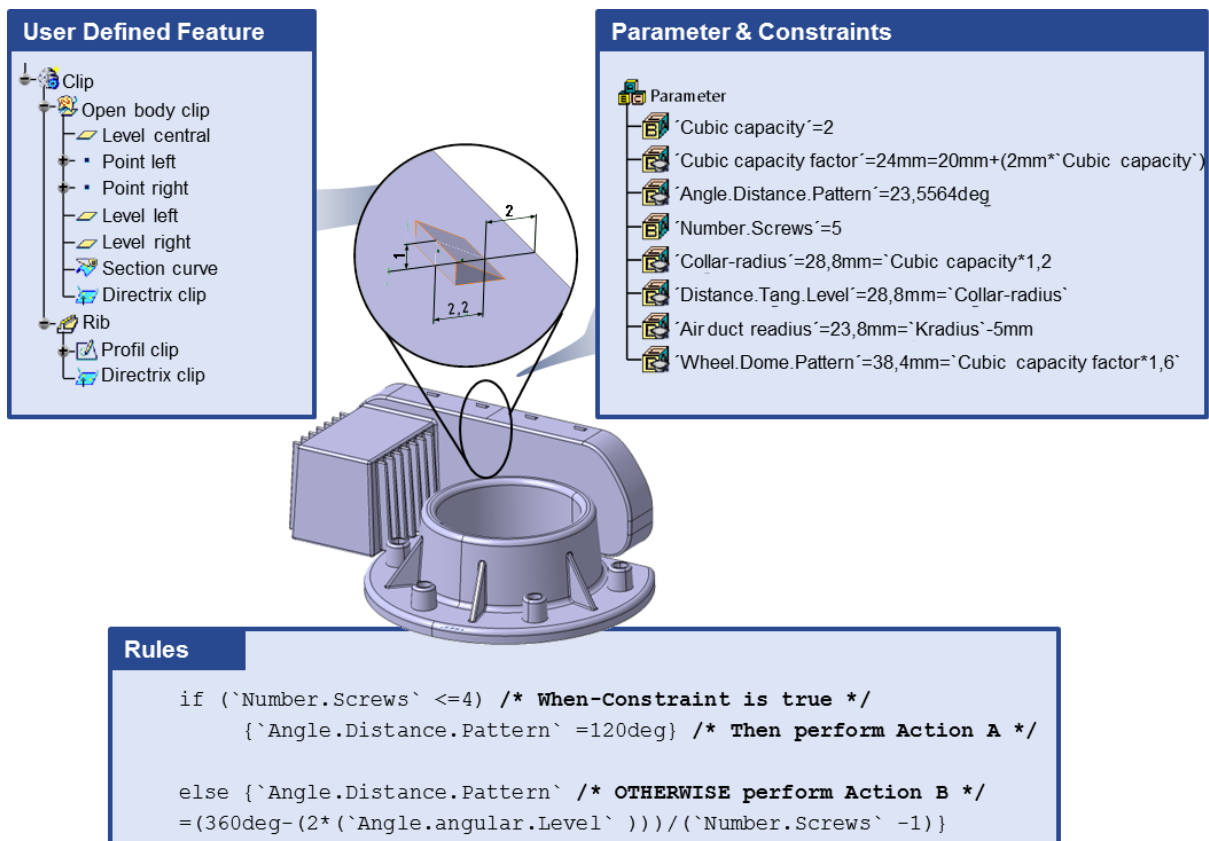 User Defined Feature
Clip
Open body clip
Level central
Point left
Point right
Level left
Level right
Section curve
Directrix clip
Rib
Profil clip
Directrix clip
Parameter & Constraints
Parameter
´Cubic capacity´=2
´Cubic capacity factor´=24mm=20mm+(2mm*`Cubic capacity`)
´Angle.Distance.Pattern´=23,5564deg
´Number.Screws´=5
´Collar-radius´=28,8mm=`Cubic capacity*1,2
´Distance.Tang.Level´=28,8mm=`Collar-radius`
´Air duct readius´=23,8mm=`Kradius`-5mm
´Wheel.Dome.Pattern´=38,4mm=`Cubic capacity factor*1,6`
2
1
2,2
Rules
if (`Number.Screws` <=4) /* When-Constraint is true */
{`Angle.Distance.Pattern` =120deg} /* Then perform Action A */
else {`Angle.Distance.Pattern` /* OTHERWISE perform Action B */
=(360deg-(2*(`Angle.angular.Level` )))/(`Number.Screws` -1)}